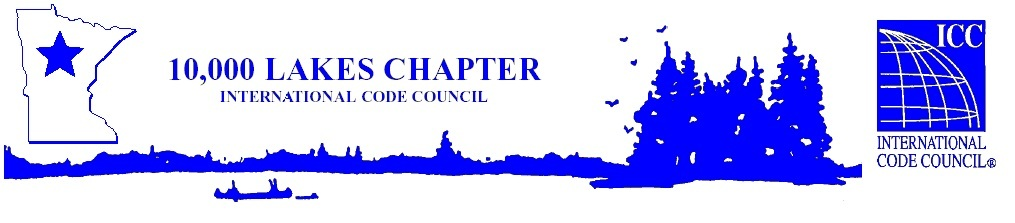 10,000 LAKES CHAPTER
INTERNATIONAL CODE COUNCIL
ICC
INTERNATIONAL
CODE COUNCIL®